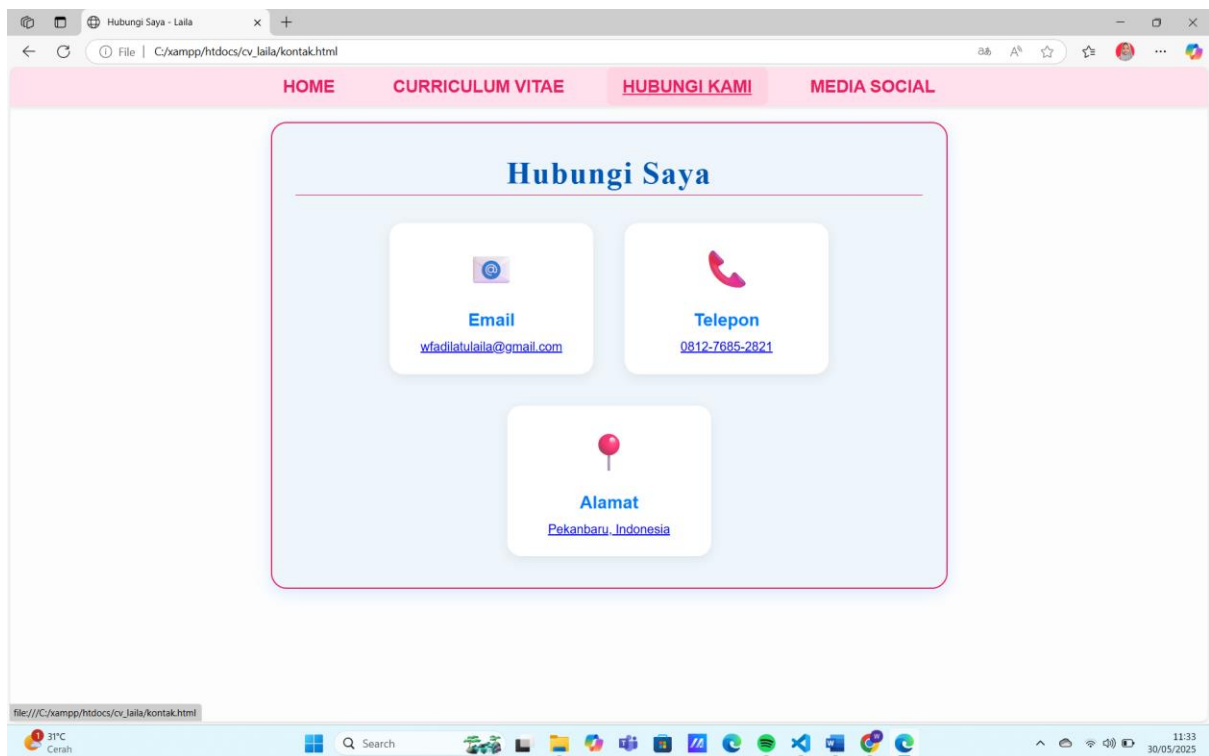 Hubungi Saya - Laila
File | C:/xampp/htdocs/cv_laila/kontak.html
HOME CURRICULUM VITAE HUBUNGI KAMI MEDIA SOCIAL
Hubungi Saya
@
Email Telepon
wfadilatulaila@gmail.com 0812-7685-2821
Alamat
Pekanbaru, Indonesia
file:///C:/xampp/htdocs/cv_laila/kontak.html
1 31°C
Cerah
Search
11:33
30/05/2025